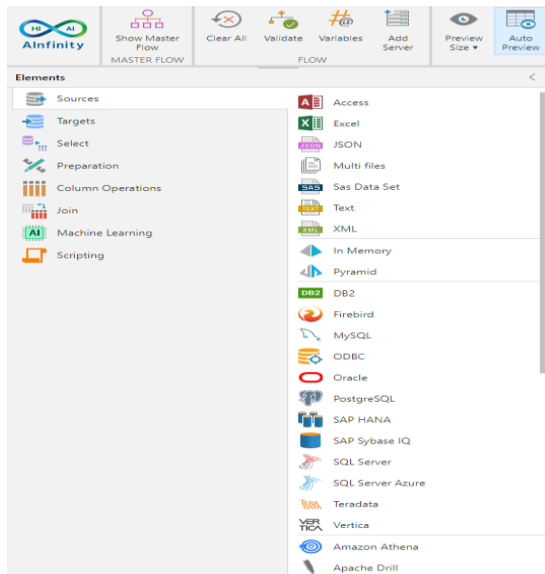 HI AI
AInfinity
Show Master
Flow
MASTER FLOW
Clear All
Validate
Variables
Add
Server
FLOW
Preview
Size ▾
Auto
Preview
Elements <
Sources
Targets
Select
Preparation
Column Operations
Join
AI Machine Learning
Scripting
A Access
X Excel
JSON JSON
Multi files
SAS Sas Data Set
TEXT Text
XML XML
In Memory
Pyramid
DB2 DB2
Firebird
MySQL
ODBC
Oracle
PostgreSQL
SAP HANA
SAP Sybase IQ
SQL Server
SQL Server Azure
TERADATA Teradata
VERTICA Vertica
Amazon Athena
Apache Drill